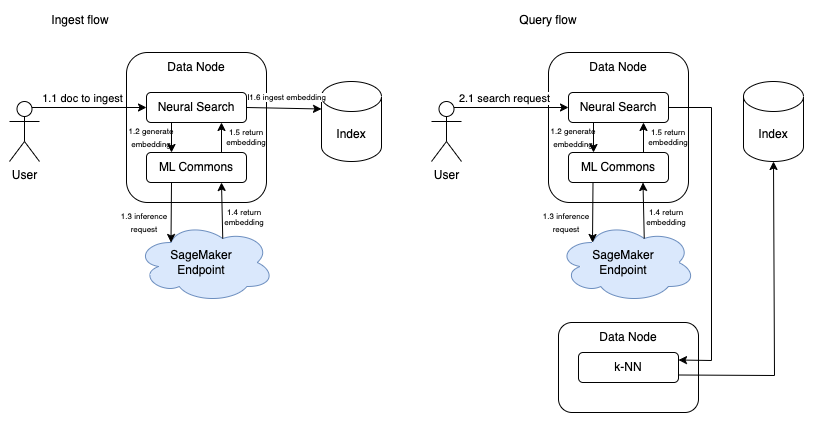 Ingest flow
Data Node
1.1 doc to ingest
Neural Search
I1.6 ingest embedding
Index
1.2 generate
embedding
1.5 return
embedding
ML Commons
User
1.3 inference
request
1.4 return
embedding
SageMaker
Endpoint
Query flow
Data Node
2.1 search request
Neural Search
Index
1.2 generate
embedding
1.5 return
embedding
ML Commons
User
1.3 inference
request
1.4 return
embedding
SageMaker
Endpoint
Data Node
k-NN